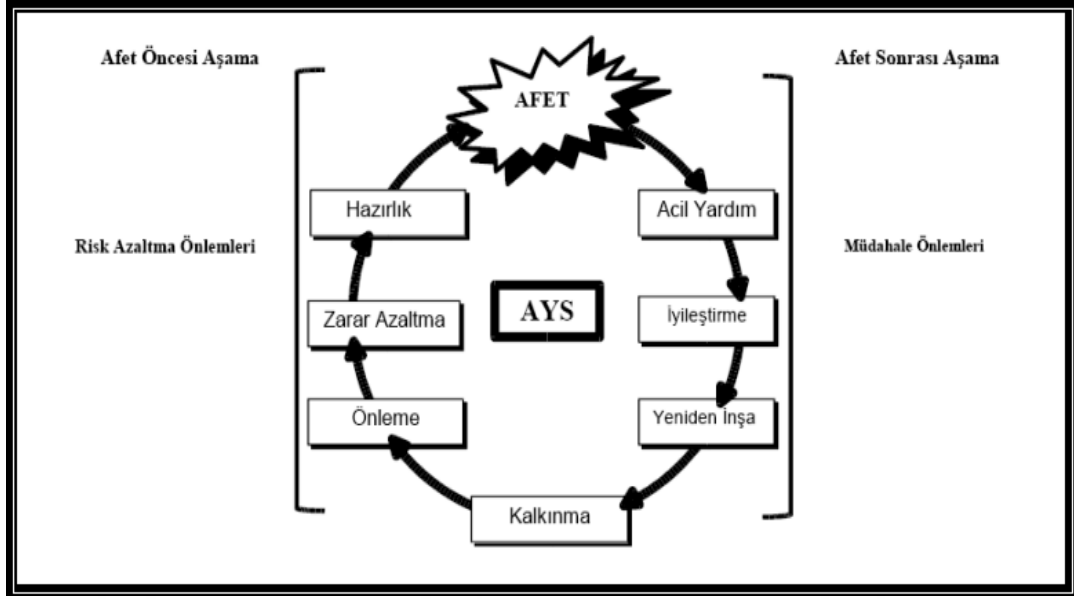 Afet Öncesi Aşama
Afet Sonrası Aşama
AFET
Hazırlık
Acil Yardım
Risk Azaltma Önlemleri
Müdahale Önlemleri
Zarar Azaltma
AYS
İyileştirme
Önleme
Yeniden İnşa
Kalkınma